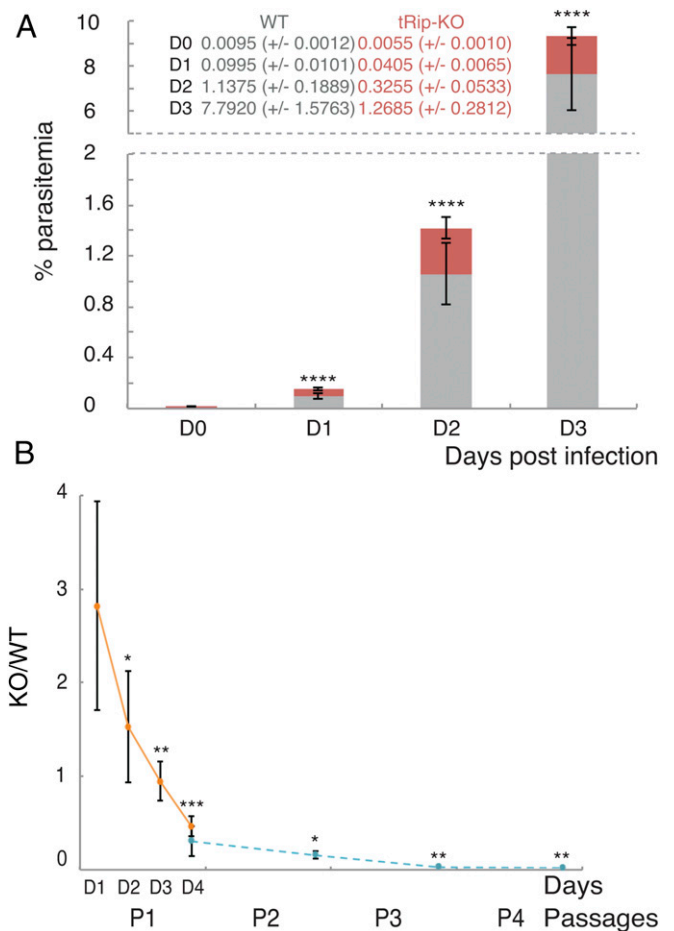 A
10
WT tRip-KO
D0 0.0095 (+/- 0.0012) 0.0055 (+/- 0.0010)
D1 0.0995 (+/- 0.0101) 0.0405 (+/- 0.0065)
D2 1.1375 (+/- 0.1889) 0.3255 (+/- 0.0533)
D3 7.7920 (+/- 1.5763) 1.2685 (+/- 0.2812)
****
8
6
2
1.6
1.2
0.8
0.4
0
% parasitemia
****
****
D0 D1 D2 D3
Days post infection
B
4
3
2
1
0
KO/WT
*
**
***
*
**
**
D1 D2 D3 D4 Days
P1 P2 P3 P4 Passages